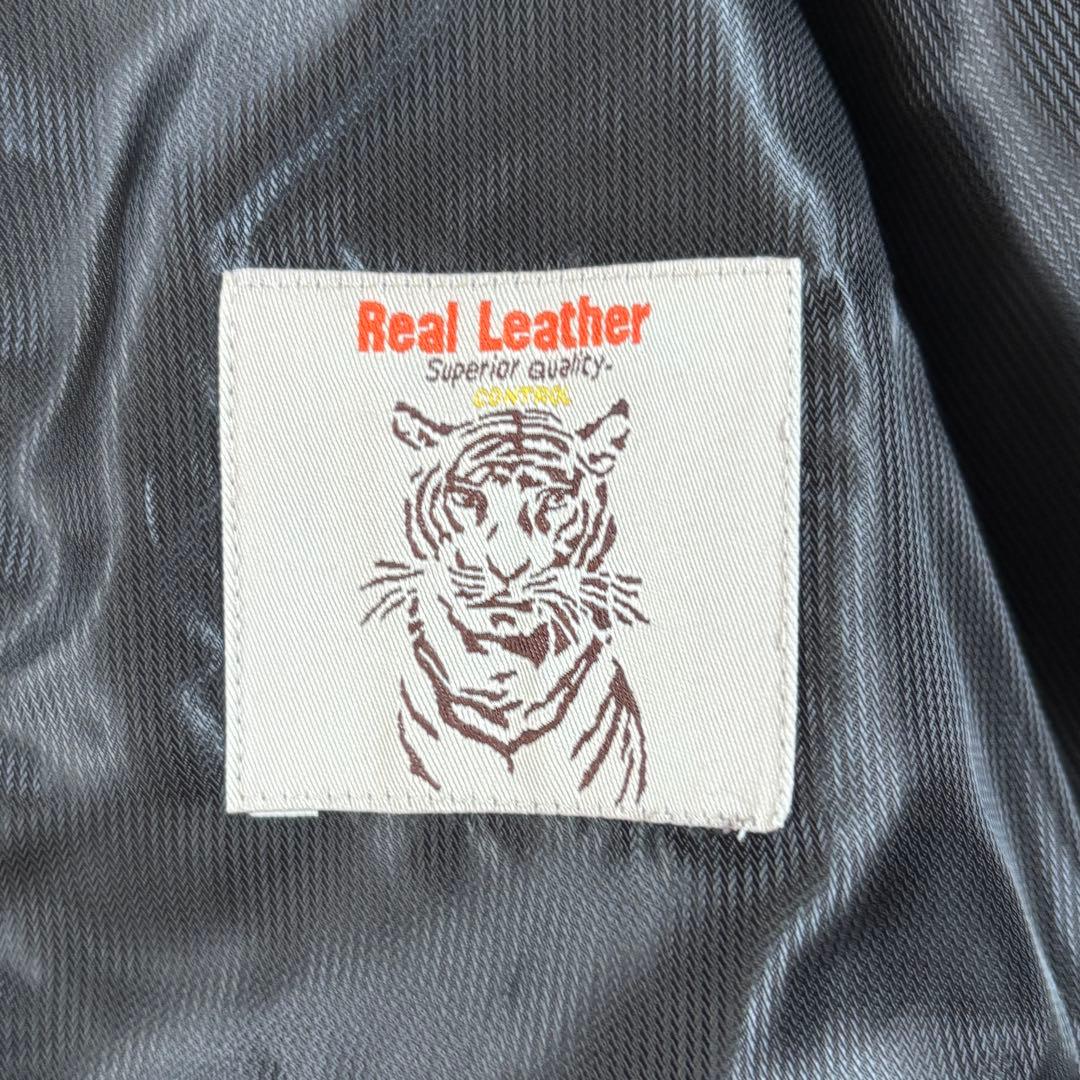 Real Leather
Superior Quality-
CONTROL